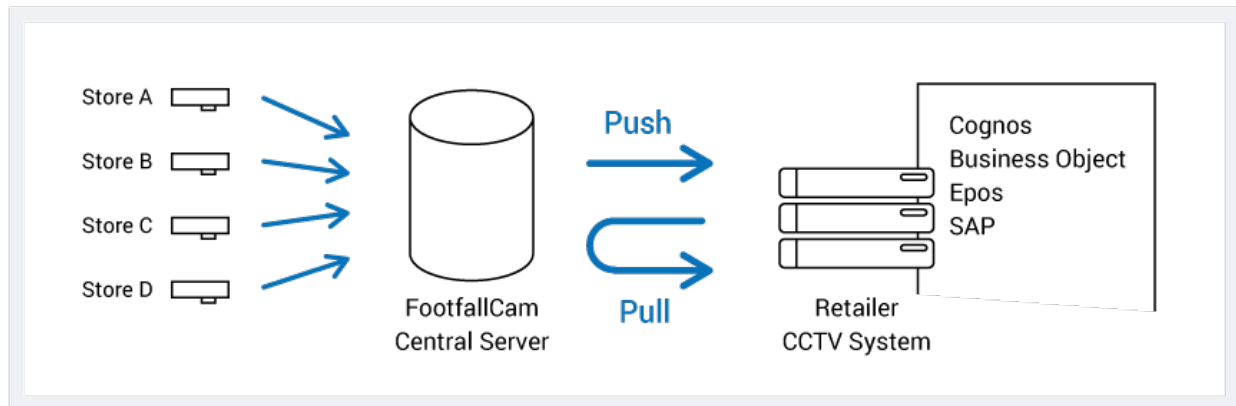 Store A
Store B
Store C
Store D
FootfallCam
Central Server
Push
Pull
Retailer
CCTV System
Cognos
Business Object
Epos
SAP